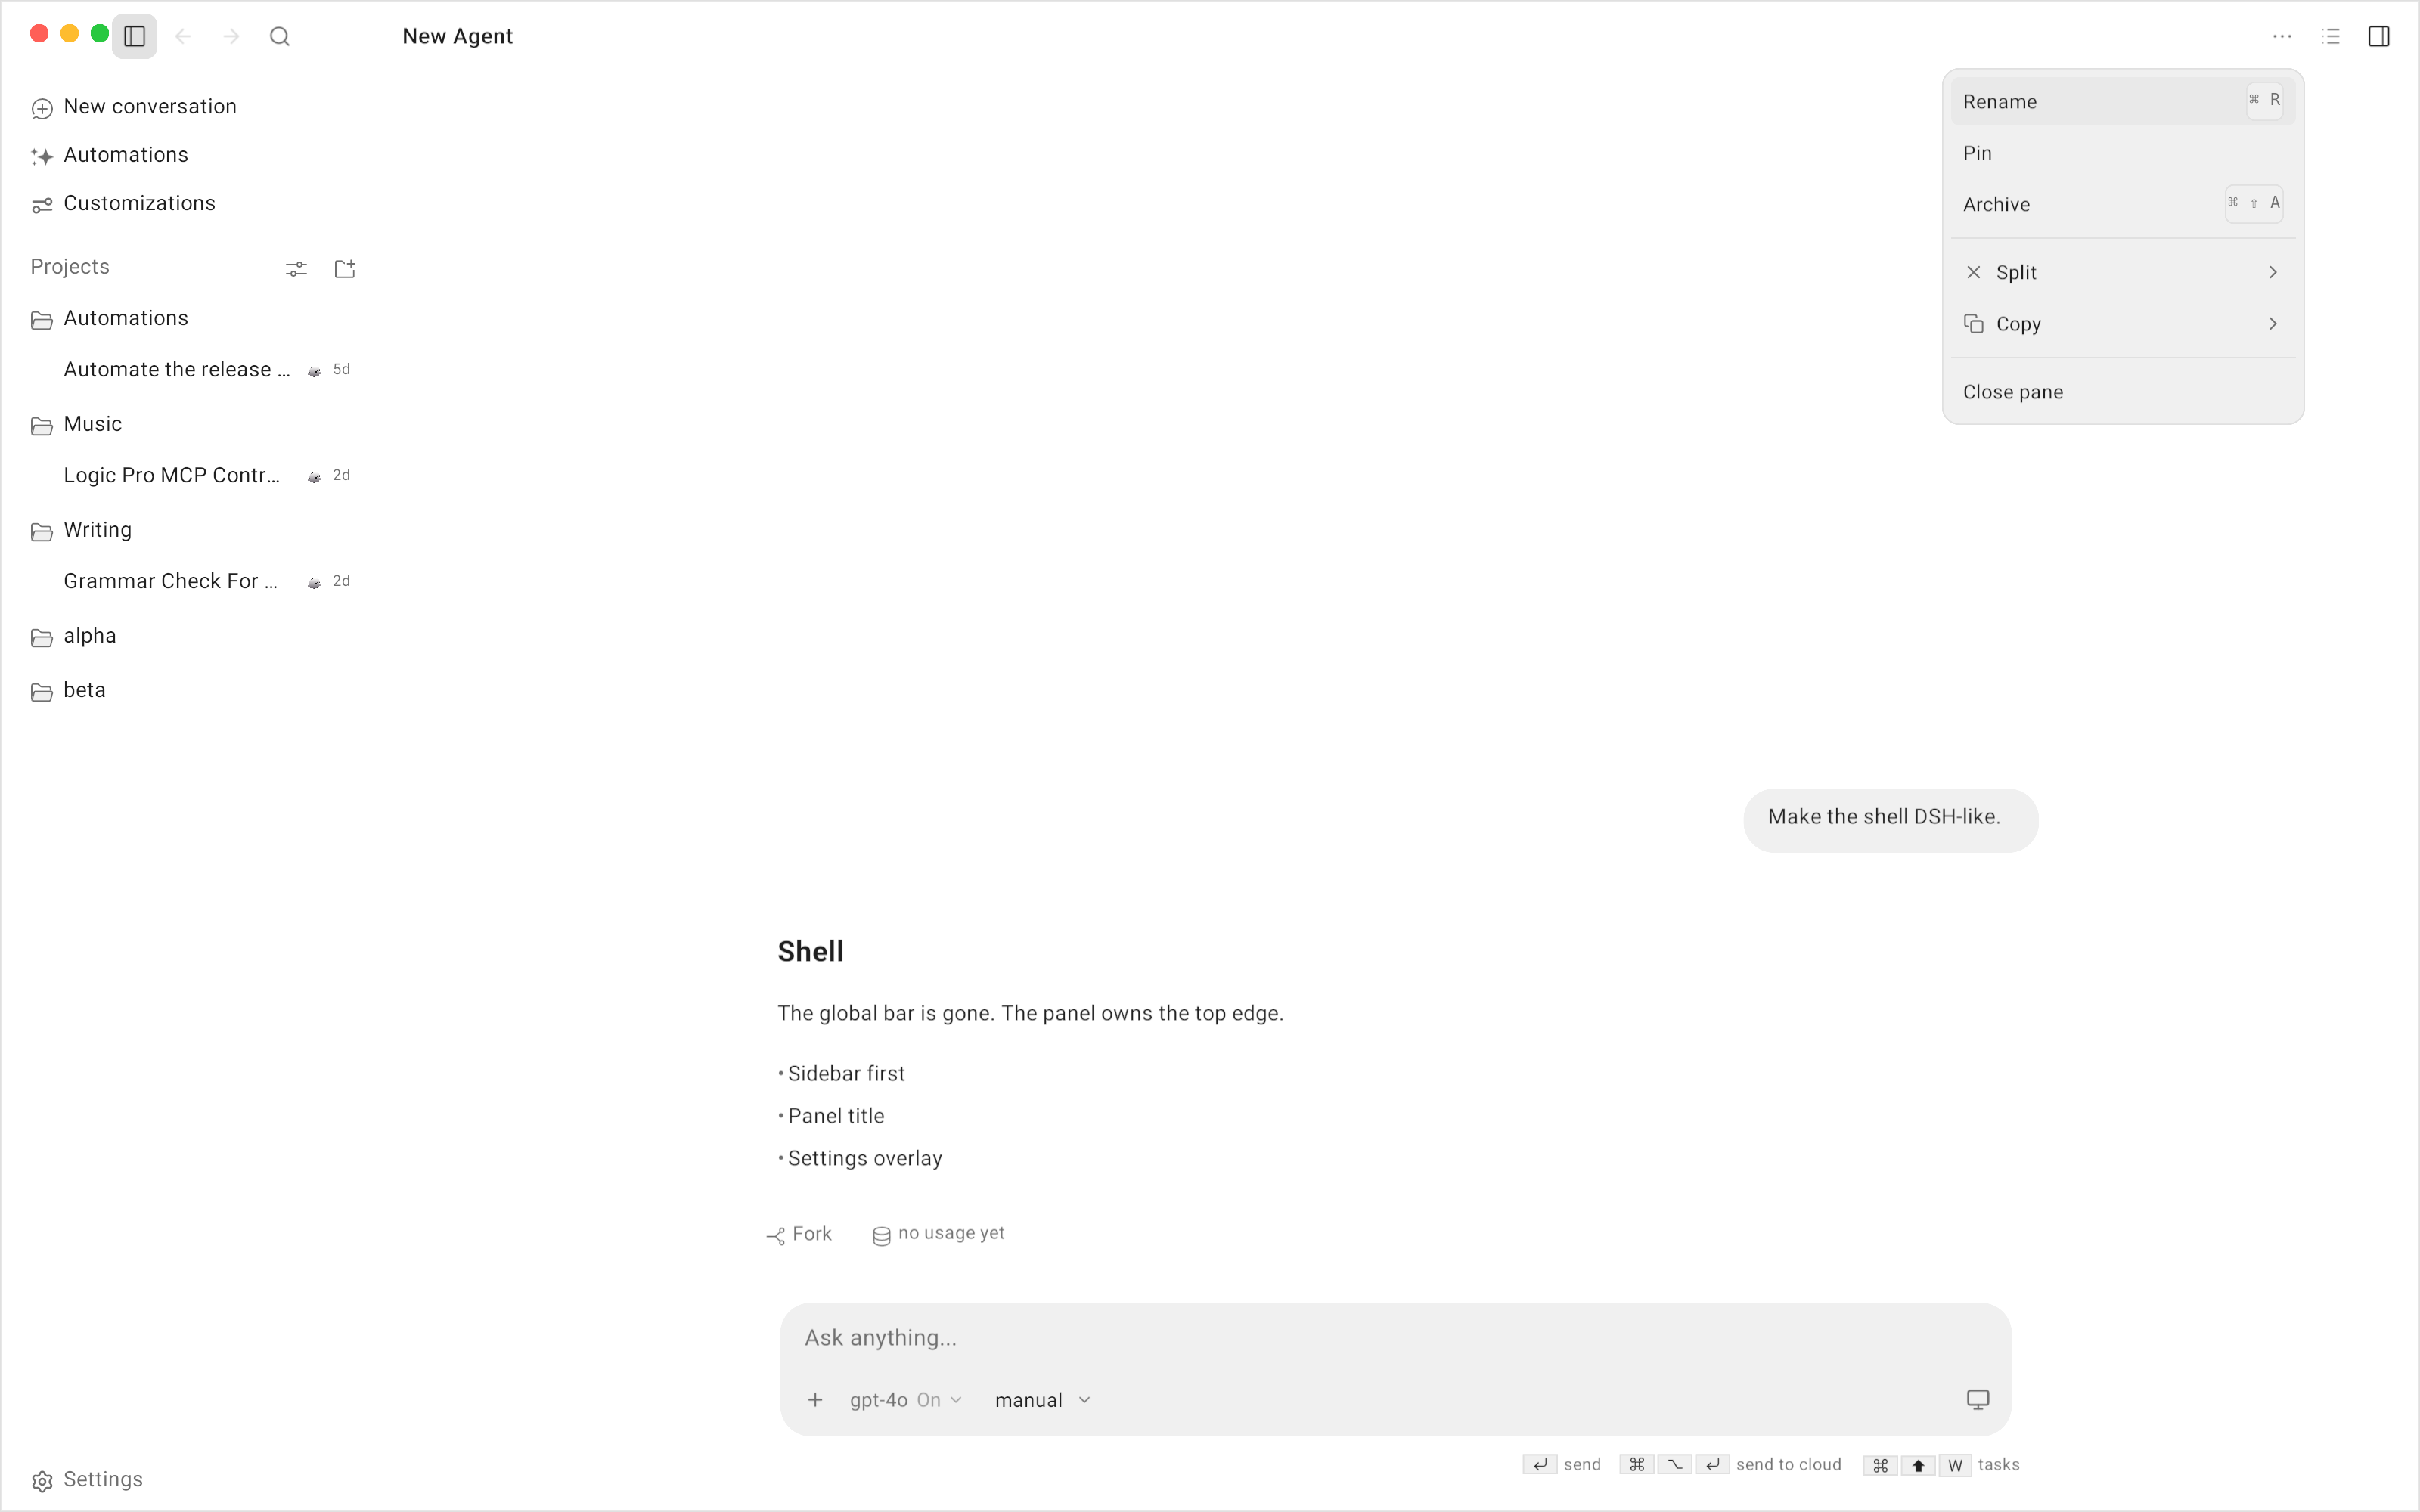 New Agent
New conversation
Automations
Customizations
Projects
Automations
Automate the release ... 5d
Music
Logic Pro MCP Contr... 2d
Writing
Grammar Check For ... 2d
alpha
beta
Settings
Rename ⌘ R
Pin
Archive ⌘ ⇧ A
Split
Copy
Close pane
Make the shell DSH-like.
Shell
The global bar is gone. The panel owns the top edge.
• Sidebar first
• Panel title
• Settings overlay
Fork no usage yet
Ask anything...
gpt-4o On manual
↵ send ⌘ ⌥ ↵ send to cloud ⌘ ⬆ W tasks